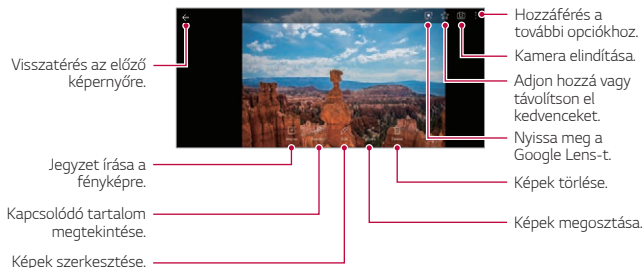 Visszatérés az előző
képernyőre.
Jegyzet írása a
fényképre.
Kapcsolódó tartalom
megtekintése.
Képek szerkesztése.
Hozzáférés a
további opciókhoz.
Kamera elindítása.
Adjon hozzá vagy
távolítson el
kedvenceket.
Nyissa meg a
Google Lens-t.
Képek törlése.
Képek megosztása.